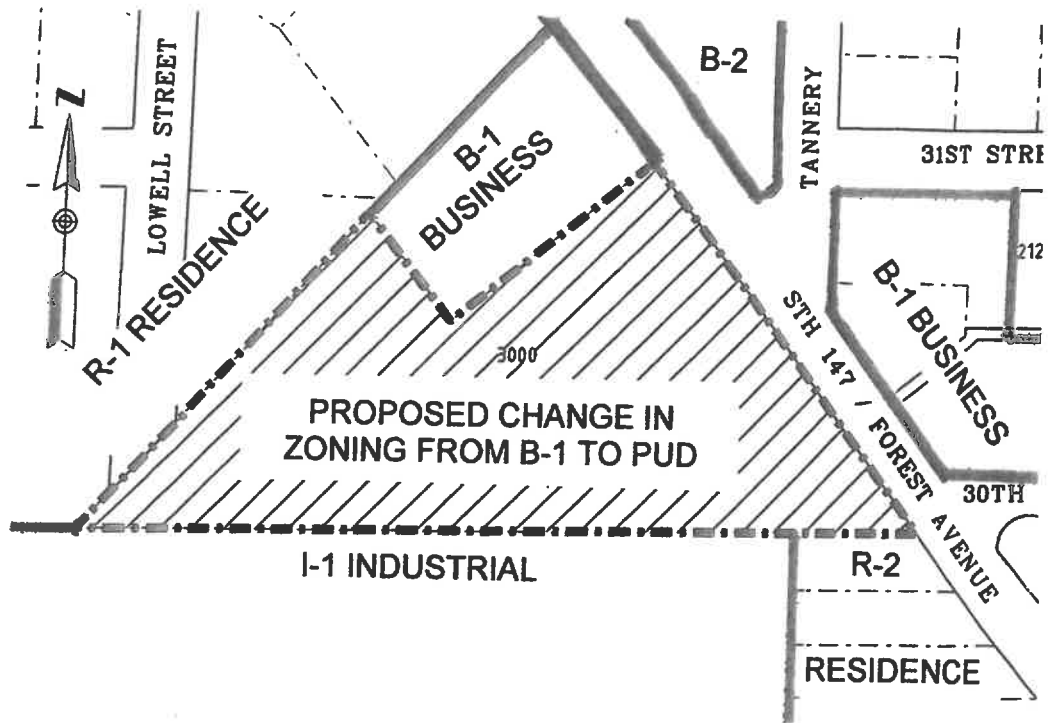 N
LOWELL STREET
R-1 RESIDENCE
B-1
BUSINESS
B-2
TANNERY
31ST STRE
212
B-1 BUSINESS
STH 147 / FOREST AVENUE
30TH
3000
PROPOSED CHANGE IN
ZONING FROM B-1 TO PUD
I-1 INDUSTRIAL
R-2
RESIDENCE